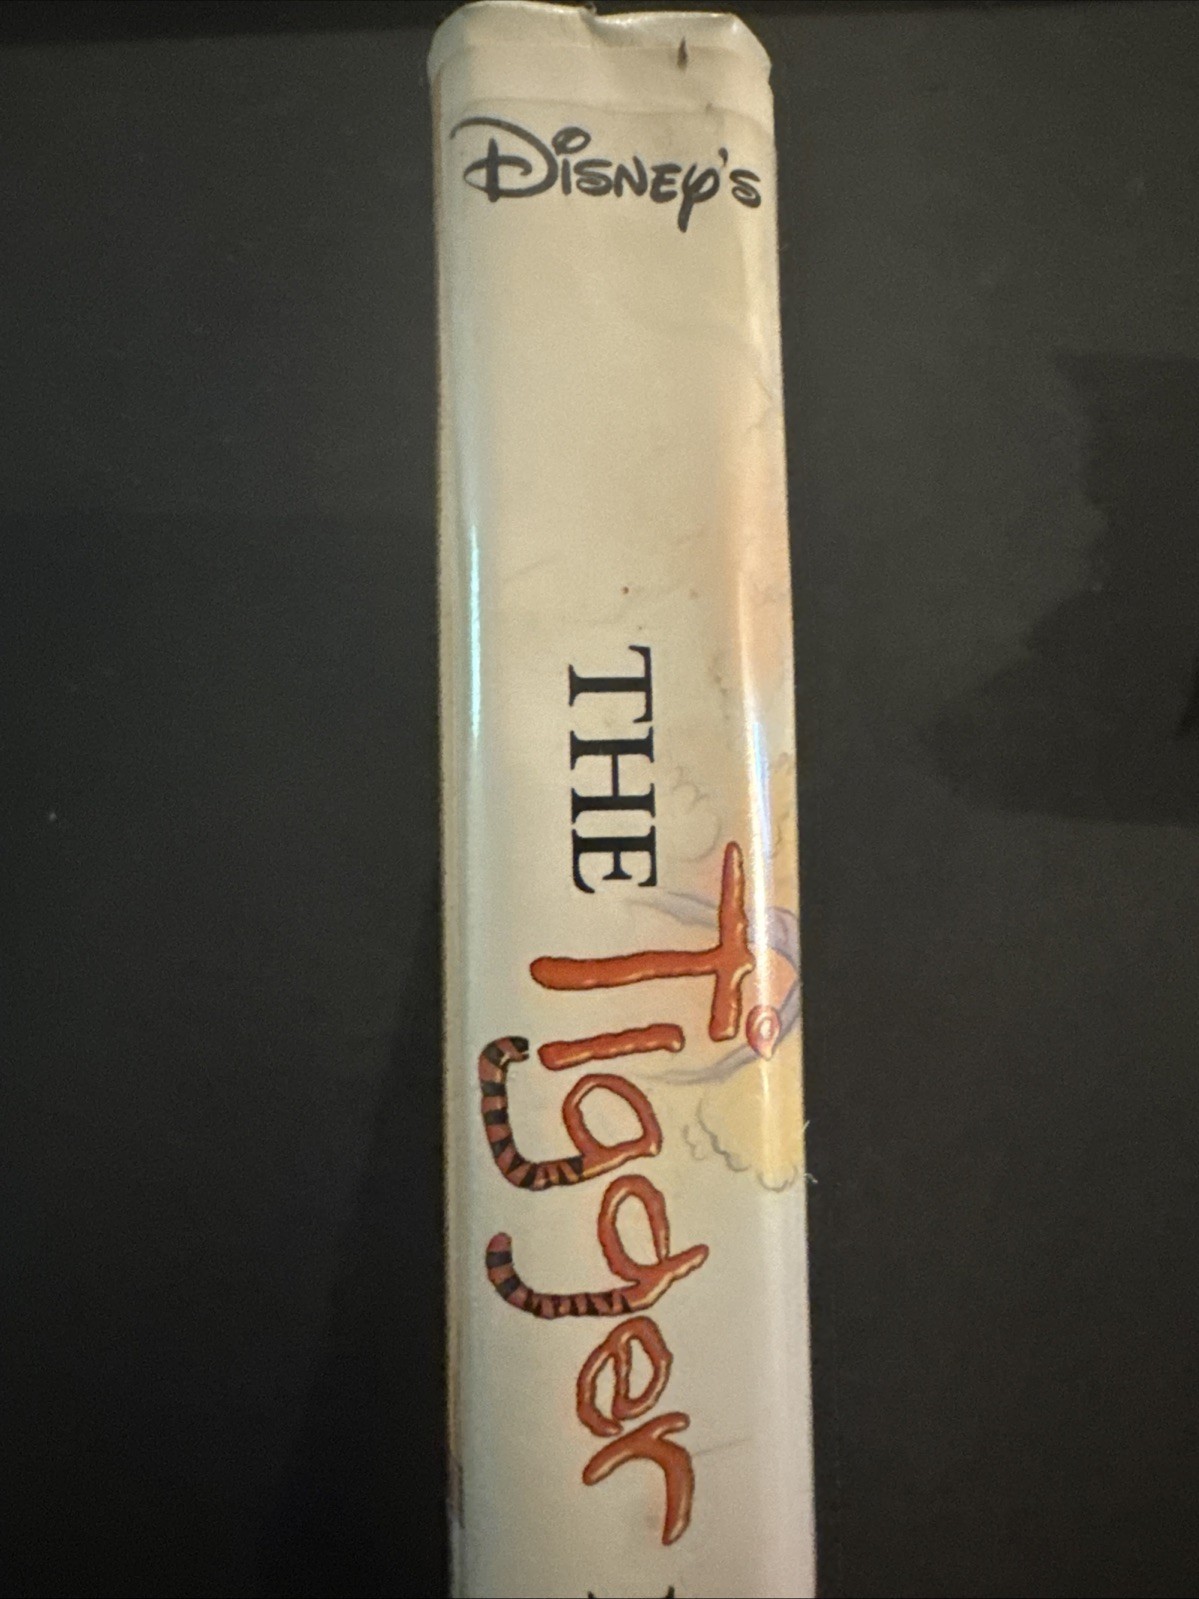 Disney's
THE
Tigger